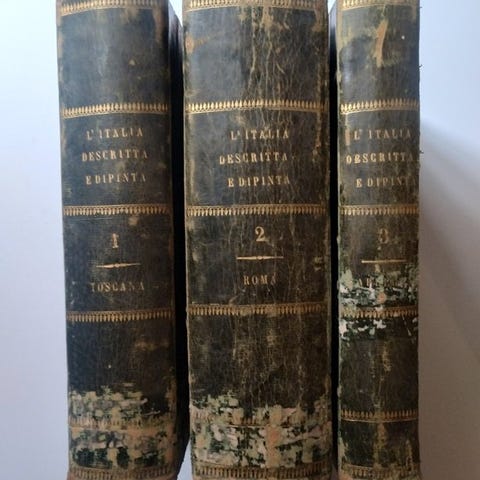 L'ITALIA
DESCRITTA
E DIPINTA
1
TOSCANA
L'ITALIA
DESCRITTA
E DIPINTA
2
ROMA
L'ITALIA
DESCRITTA
E DIPINTA
3